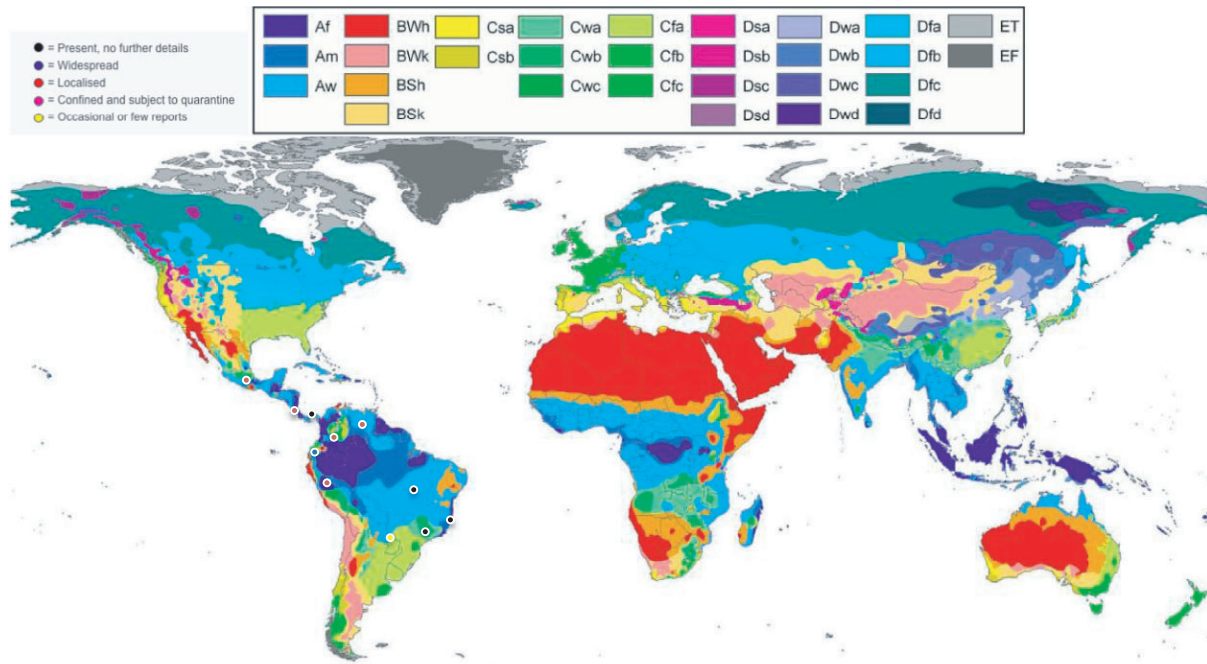 = Present, no further details
= Widespread
= Localised
= Confined and subject to quarantine
= Occasional or few reports
Af BWh Csa Cwa Cfa Dsa Dwa Dfa ET
Am BWk Csb Cwb Cfb Dsb Dwb Dfb EF
Aw BSh Cwc Cfc Dsc Dwc Dfc
BSk Dsd Dwd Dfd